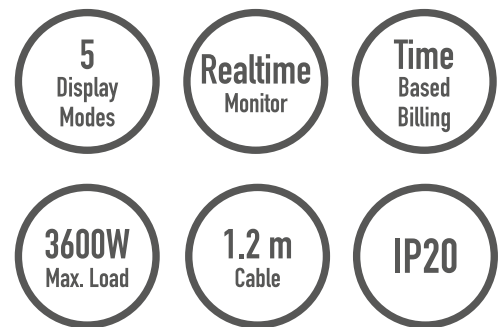 5
Display
Modes
Realtime
Monitor
Time
Based
Billing
3600W
Max. Load
1.2 m
Cable
IP20